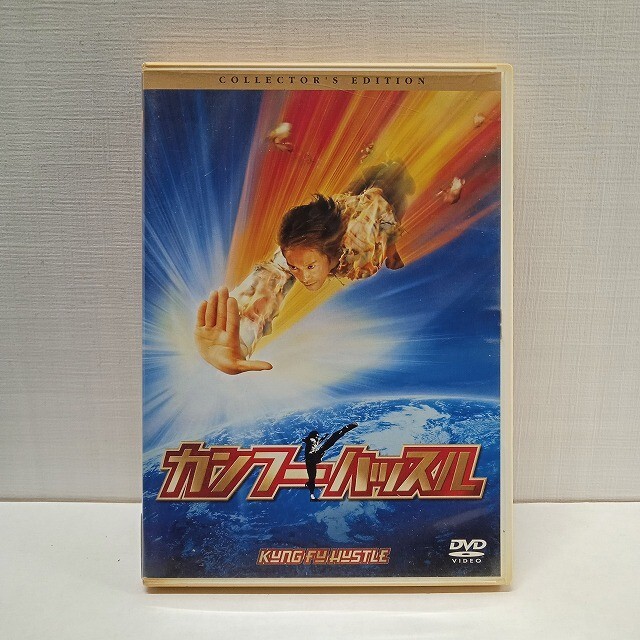 COLLECTOR'S EDITION
カンフーハッスル
KUNG FU HUSTLE
DVD
VIDEO